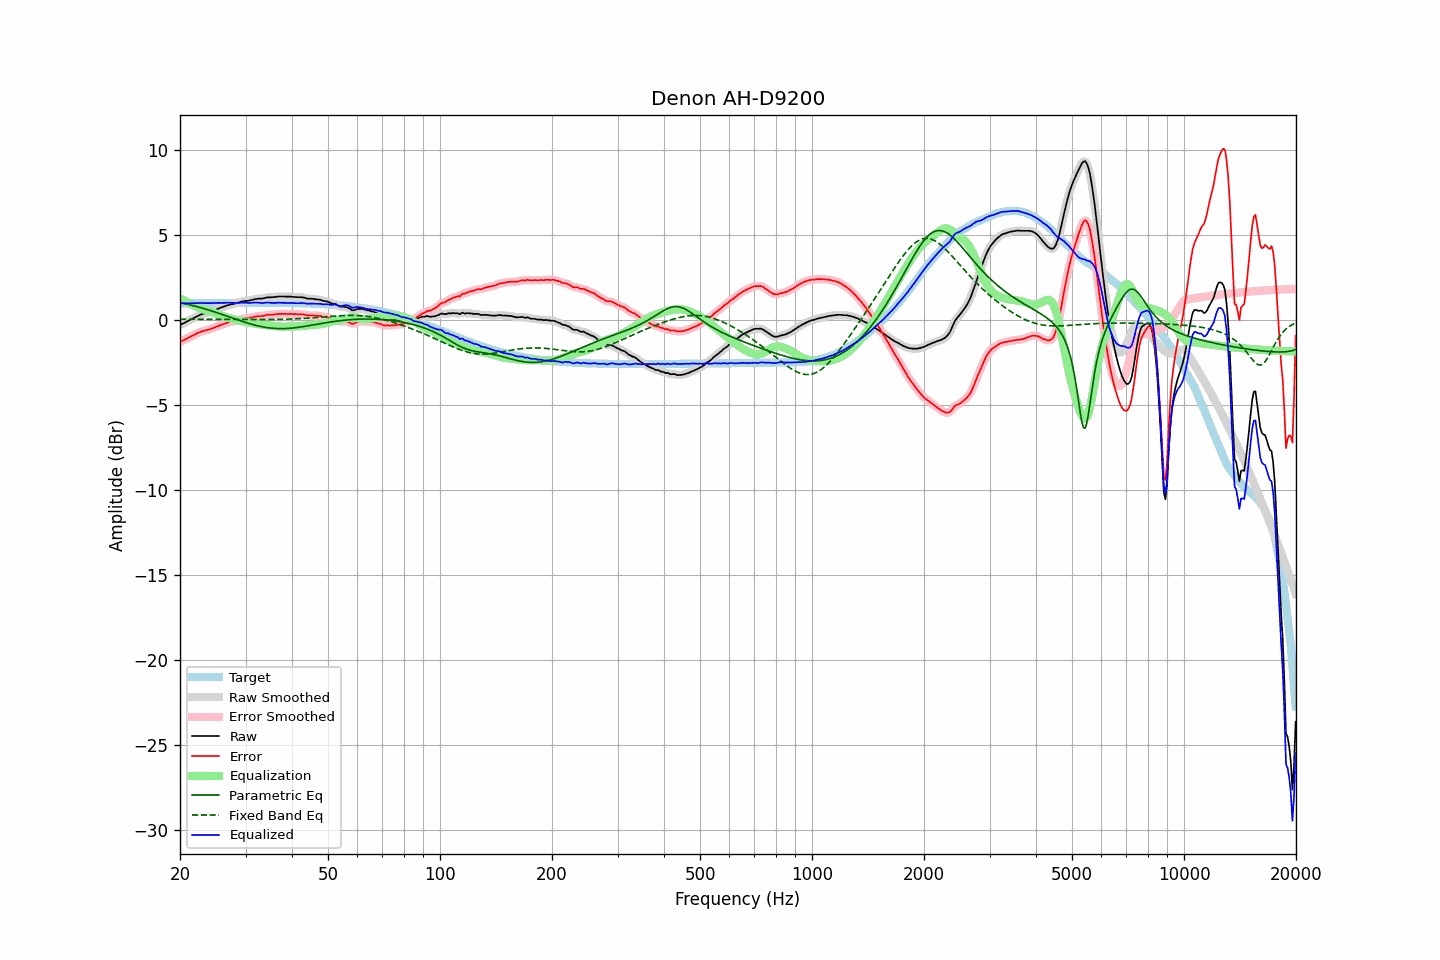 Denon AH-D9200
Amplitude (dBr)
10
5
0
−5
−10
−15
−20
−25
−30
Target
Raw Smoothed
Error Smoothed
Raw
Error
Equalization
Parametric Eq
Fixed Band Eq
Equalized
20 50 100 200 500 1000 2000 5000 10000 20000
Frequency (Hz)